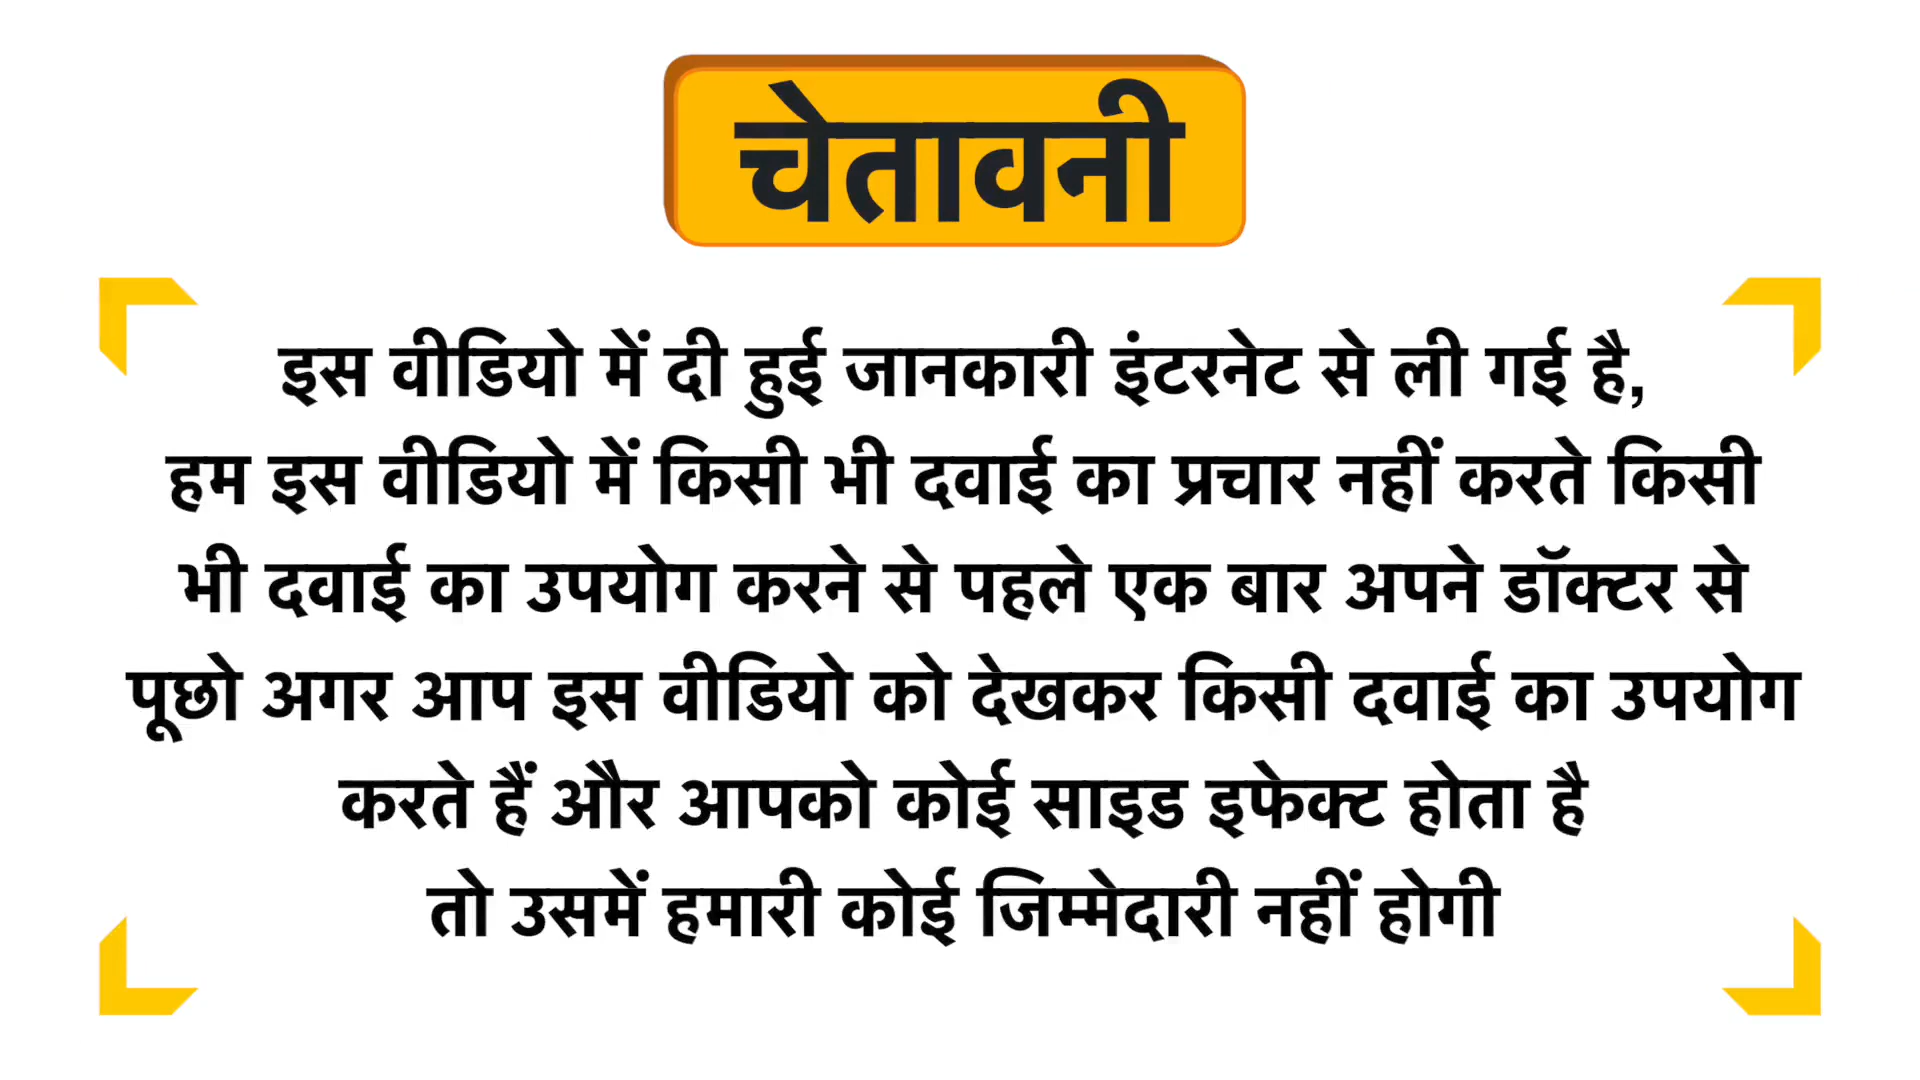 चेतावनी
इस वीडियो में दी हुई जानकारी इंटरनेट से ली गई है,
हम इस वीडियो में किसी भी दवाई का प्रचार नहीं करते किसी
भी दवाई का उपयोग करने से पहले एक बार अपने डॉक्टर से
पूछो अगर आप इस वीडियो को देखकर किसी दवाई का उपयोग
करते हैं और आपको कोई साइड इफेक्ट होता है
तो उसमें हमारी कोई जिम्मेदारी नहीं होगी